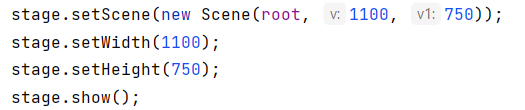 stage.setScene(new Scene(root, v: 1100, v1: 750));
stage.setWidth(1100);
stage.setHeight(750);
stage.show();